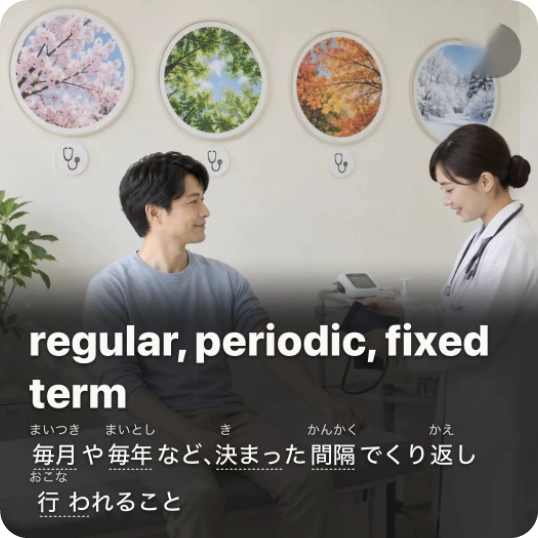 regular, periodic, fixed
term
まいつき まいとし き かんかく かえ
毎月や毎年など、決まった間隔でくり返し
おこな
行われること